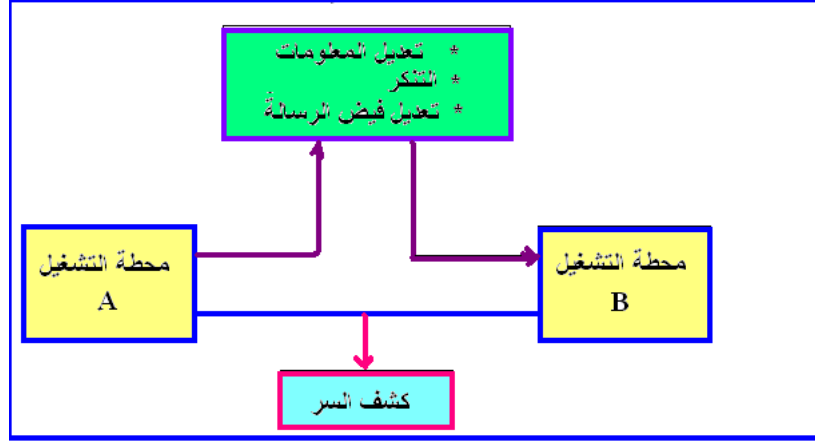 * تعديل المعلومات
* التنكر
* تعديل فيض الرسالة
محطة التشغيل
A
محطة التشغيل
B
كشف السر